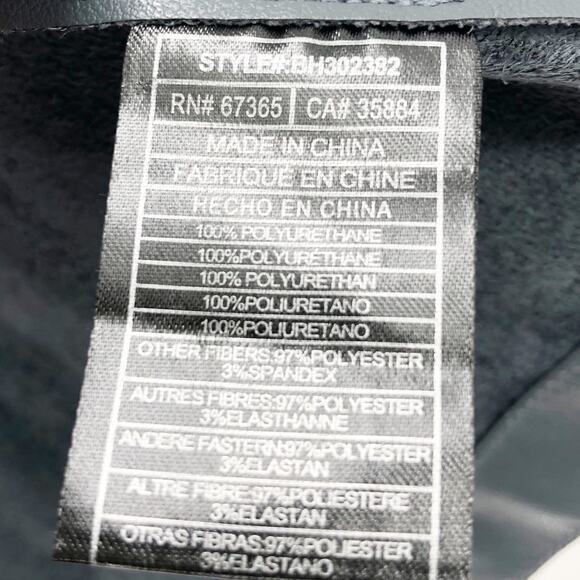 STYLE#:BH302392
RN# 67365 CA# 35884
MADE IN CHINA
FABRIQUÉ EN CHINE
HECHO EN CHINA
100% POLYURETHANE
100%POLYURÉTHANE
100% POLYURETHAN
100%POLIURETANO
100%POLIURETANO
OTHER FIBERS:97%POLYESTER
3%SPANDEX
AUTRES FIBRES:97%POLYESTER
3%ELASTHANNE
ANDERE FASTERN:97%POLYESTER
3%ELASTAN
ALTRE FIBRE:97%POLIESTERE
3%ELASTAN
OTRAS FIBRAS:97%POLIESTER
3%ELASTANO